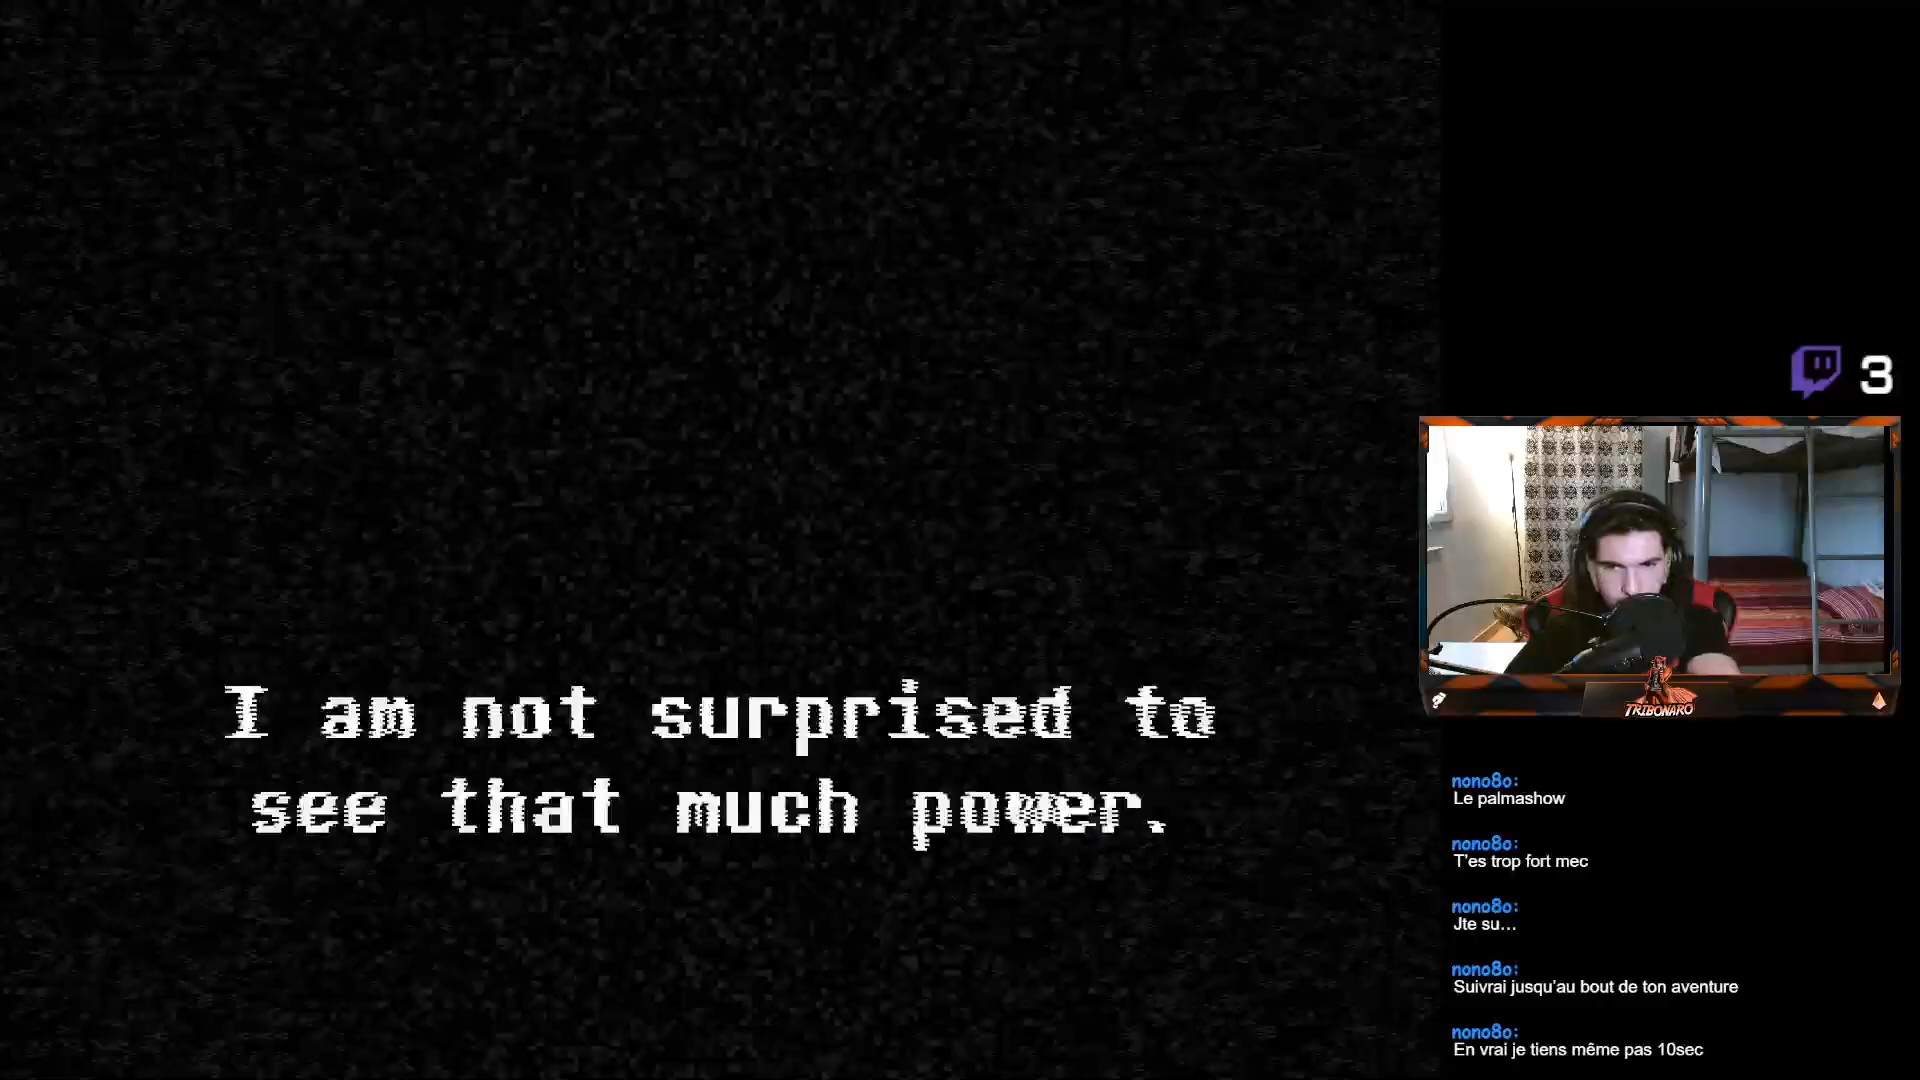 I am not surprised to
see that much power.
3
TRIBONARO
nono8o:
Le palmashow
nono8o:
T'es trop fort mec
nono8o:
Jte su...
nono8o:
Suivrai jusqu'au bout de ton aventure
nono8o:
En vrai je tiens même pas 10sec